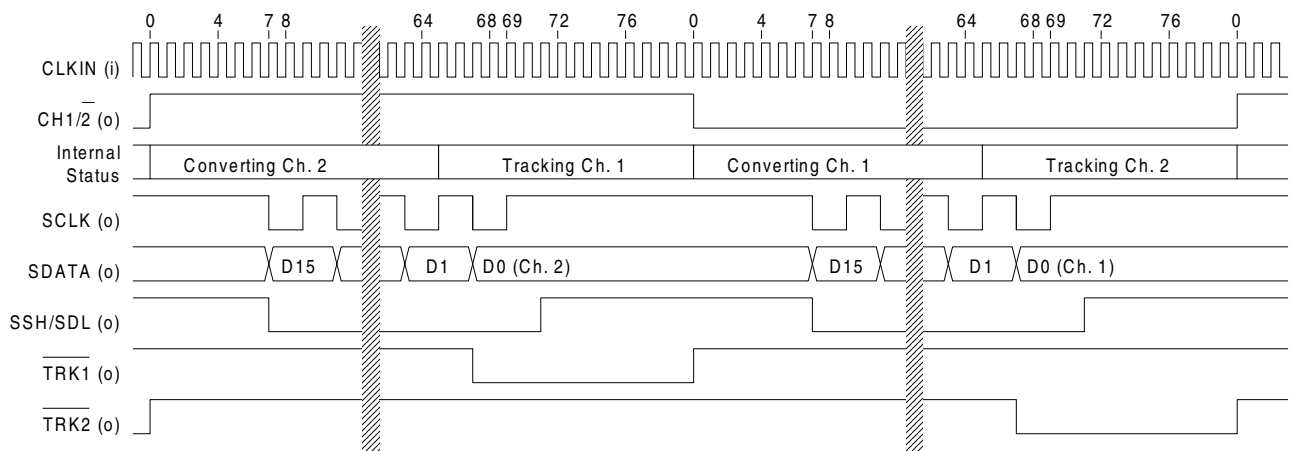 0 4 7 8 64 68 69 72 76 0 4 7 8 64 68 69 72 76 0
CLKIN (i)
CH1/2 (o)
Internal Status
Converting Ch. 2 Tracking Ch. 1 Converting Ch. 1 Tracking Ch. 2
SCLK (o)
SDATA (o) D15 D1 D0 (Ch. 2) D15 D1 D0 (Ch. 1)
SSH/SDL (o)
TRK1 (o)
TRK2 (o)